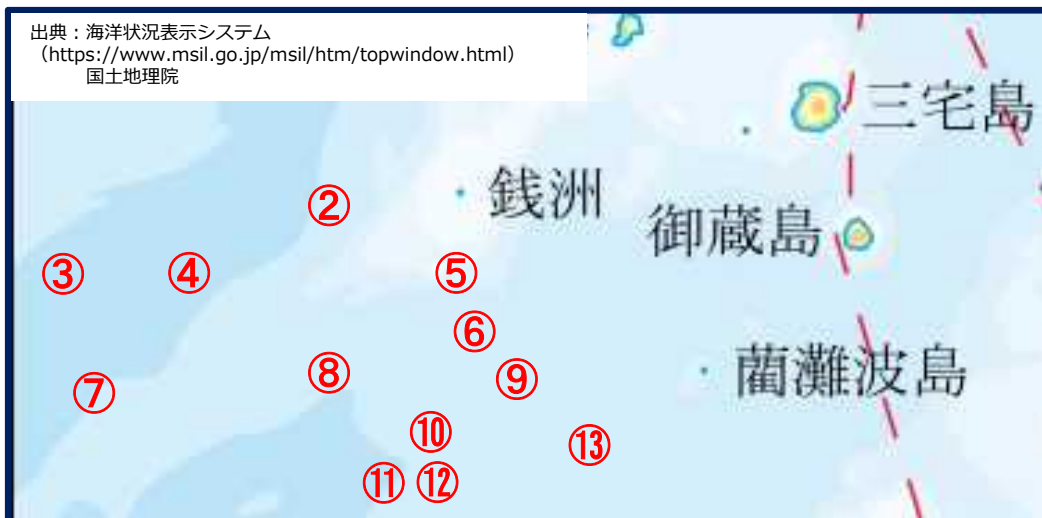 出典：海洋状況表示システム
（https://www.msil.go.jp/msil/htm/topwindow.html）
国土地理院
三宅島
銭洲
②
御蔵島
③
④
⑤
⑥
藺灘波島
⑧
⑨
⑦
⑩
⑬
⑪
⑫